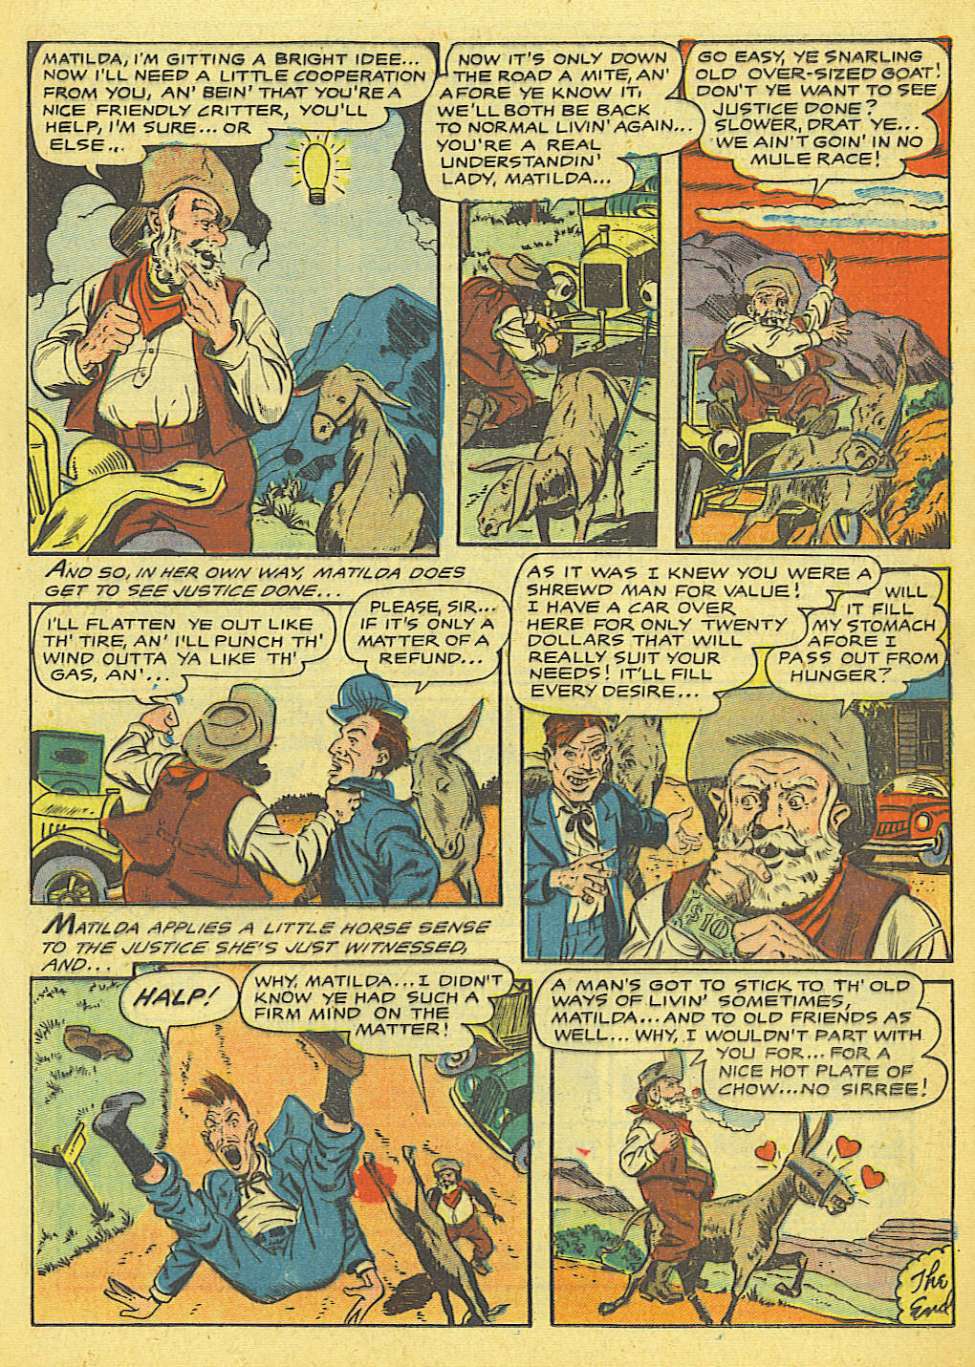 MATILDA, I'M GITTING A BRIGHT IDEE...
NOW I'LL NEED A LITTLE COOPERATION
FROM YOU, AN' BEIN' THAT YOU'RE A
NICE FRIENDLY CRITTER, YOU'LL
HELP, I'M SURE... OR
ELSE...
NOW IT'S ONLY DOWN
THE ROAD A MITE, AN'
AFORE YE KNOW IT,
WE'LL BOTH BE BACK
TO NORMAL LIVIN' AGAIN...
YOU'RE A REAL
UNDERSTANDIN'
LADY, MATILDA...
GO EASY, YE SNARLING
OLD OVER-SIZED GOAT!
DON'T YE WANT TO SEE
JUSTICE DONE?
SLOWER, DRAT YE...
WE AIN'T GOIN' IN NO
MULE RACE!
AND SO, IN HER OWN WAY, MATILDA DOES
GET TO SEE JUSTICE DONE...
I'LL FLATTEN YE OUT LIKE
TH' TIRE, AN' I'LL PUNCH TH'
WIND OUTTA YA LIKE TH'
GAS, AN'...
PLEASE, SIR...
IF IT'S ONLY A
MATTER OF A
REFUND...
AS IT WAS I KNEW YOU WERE A
SHREWD MAN FOR VALUE!
I HAVE A CAR OVER
HERE FOR ONLY TWENTY
DOLLARS THAT WILL
REALLY SUIT YOUR
NEEDS! IT'LL FILL
EVERY DESIRE...
WILL
IT FILL
MY STOMACH
AFORE I
PASS OUT FROM
HUNGER?
$10
MATILDA APPLIES A LITTLE HORSE SENSE
TO THE JUSTICE SHE'S JUST WITNESSED,
AND...
HALP!
WHY, MATILDA...I DIDN'T
KNOW YE HAD SUCH A
FIRM MIND ON THE
MATTER!
A MAN'S GOT TO STICK TO TH' OLD
WAYS OF LIVIN' SOMETIMES,
MATILDA...AND TO OLD FRIENDS AS
WELL... WHY, I WOULDN'T PART WITH
YOU FOR... FOR A
NICE HOT PLATE OF
CHOW...NO SIRREE!
The
End